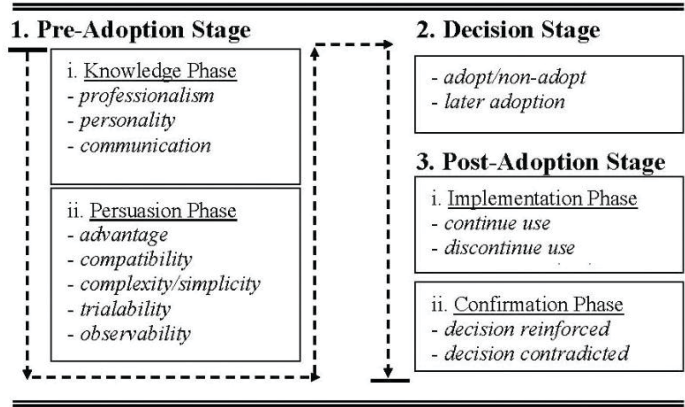 1. Pre-Adoption Stage
i. Knowledge Phase
- professionalism
- personality
- communication
ii. Persuasion Phase
- advantage
- compatibility
- complexity/simplicity
- trialability
- observability
2. Decision Stage
- adopt/non-adopt
- later adoption
3. Post-Adoption Stage
i. Implementation Phase
- continue use
- discontinue use
ii. Confirmation Phase
- decision reinforced
- decision contradicted